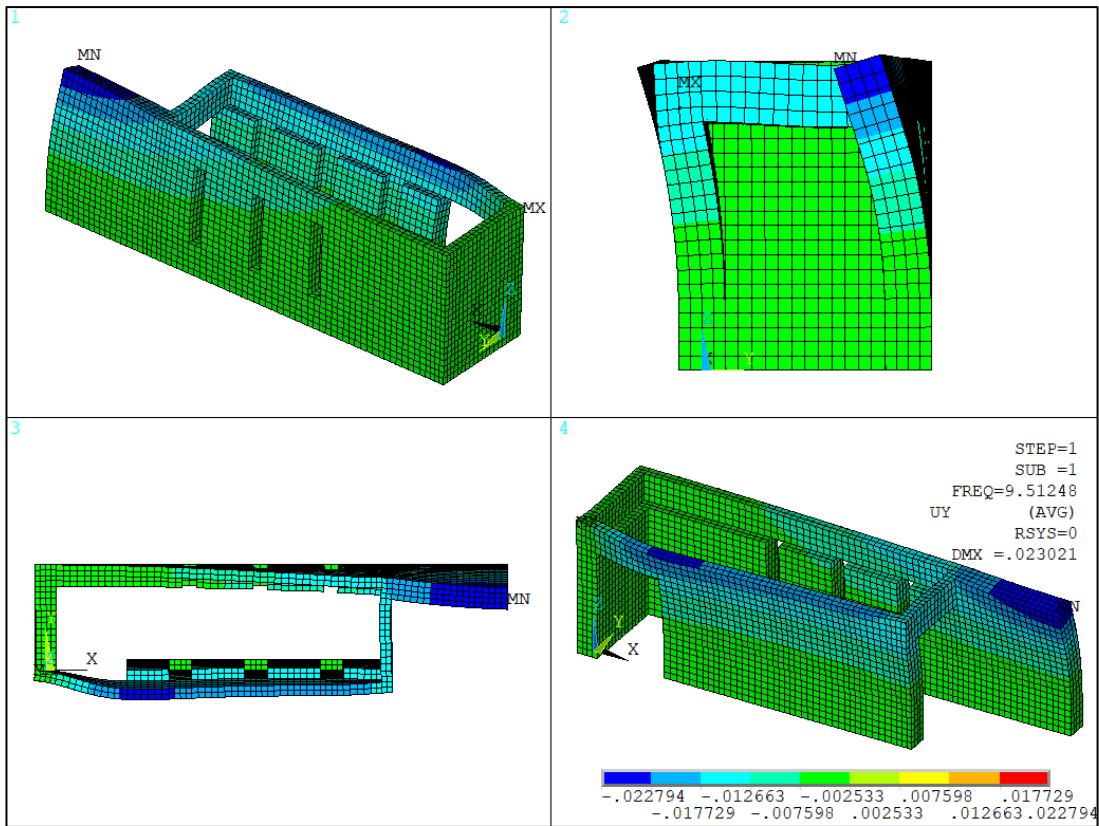 1
MN
MX
Z
X
Y
2
MN
MX
Z
X
Y
3
MN
X
4
STEP=1
SUB =1
FREQ=9.51248
UY (AVG)
RSYS=0
DMX =.023021
MN
Z
Y
X
-.022794 -.012663 -.002533 .007598 .017729
-.017729 -.007598 .002533 .012663 .022794